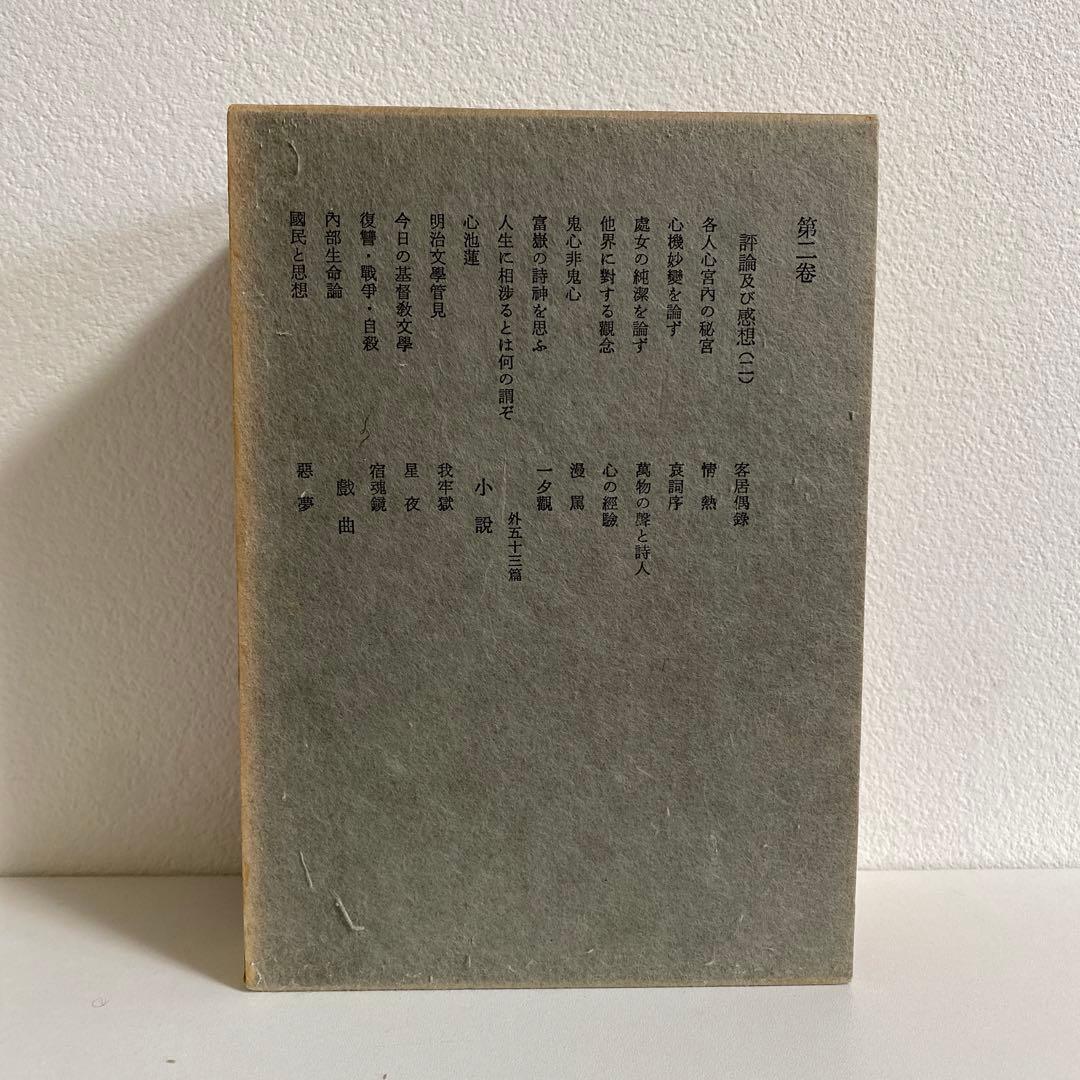 第二卷
評論及び感想(二)
各人心宮內の秘宮
心機妙變を論ず
處女の純潔を論ず
他界に對する觀念
鬼心非鬼心
富嶽の詩神を思ふ
人生に相涉るとは何の謂ぞ
心池蓮
明治文學管見
今日の基督敎文學
復讐・戰爭・自殺
內部生命論
國民と思想
客居偶錄
情熱
哀詞序
萬物の聲と詩人
心の經驗
漫罵
一夕觀
外五十三篇
小說
我牢獄
星夜
宿魂鏡
戲曲
惡夢